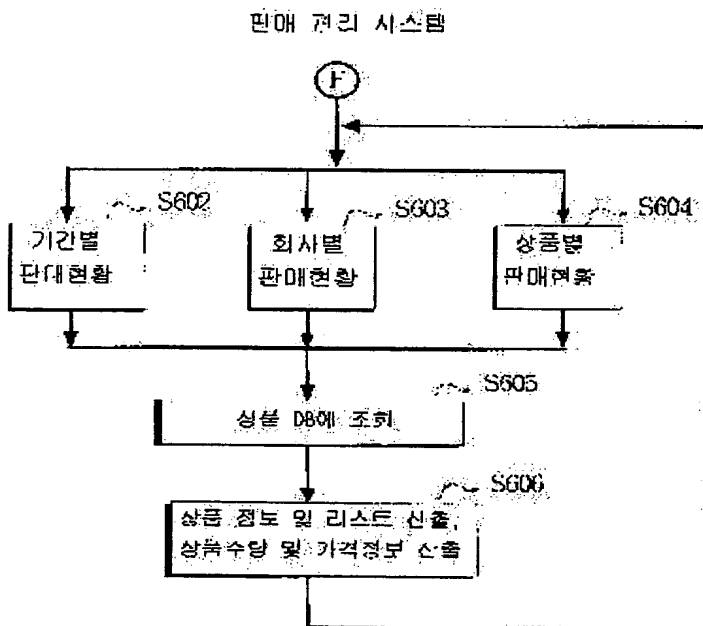 판매 관리 시스템
F
S602
S603
S604
기간별
판매현황
회사별
판매현황
상품별
판매현황
S605
상품 DB에 조회
S606
상품 정보 및 리스트 산출,
상품수당 및 가격정보 산출